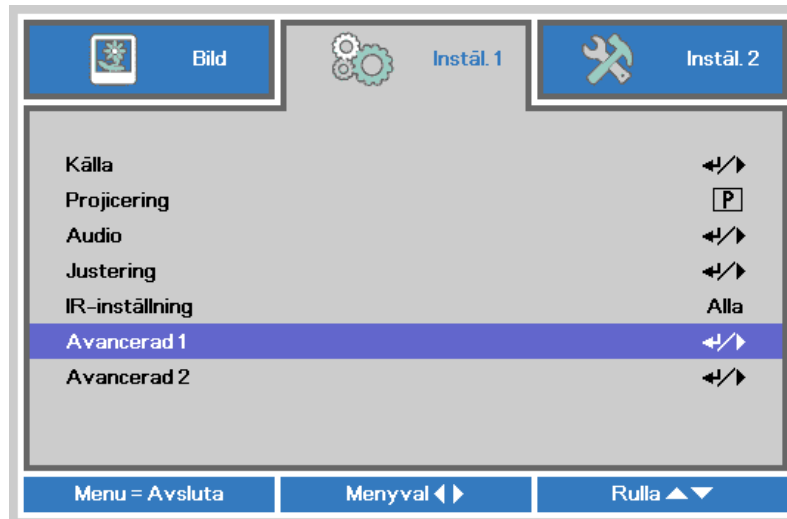 Bild
Instäl. 1
Instäl. 2
Källa
Projicering P
Audio
Justering
IR-inställning Alla
Avancerad 1
Avancerad 2
Menu = Avsluta
Menyval
Rulla